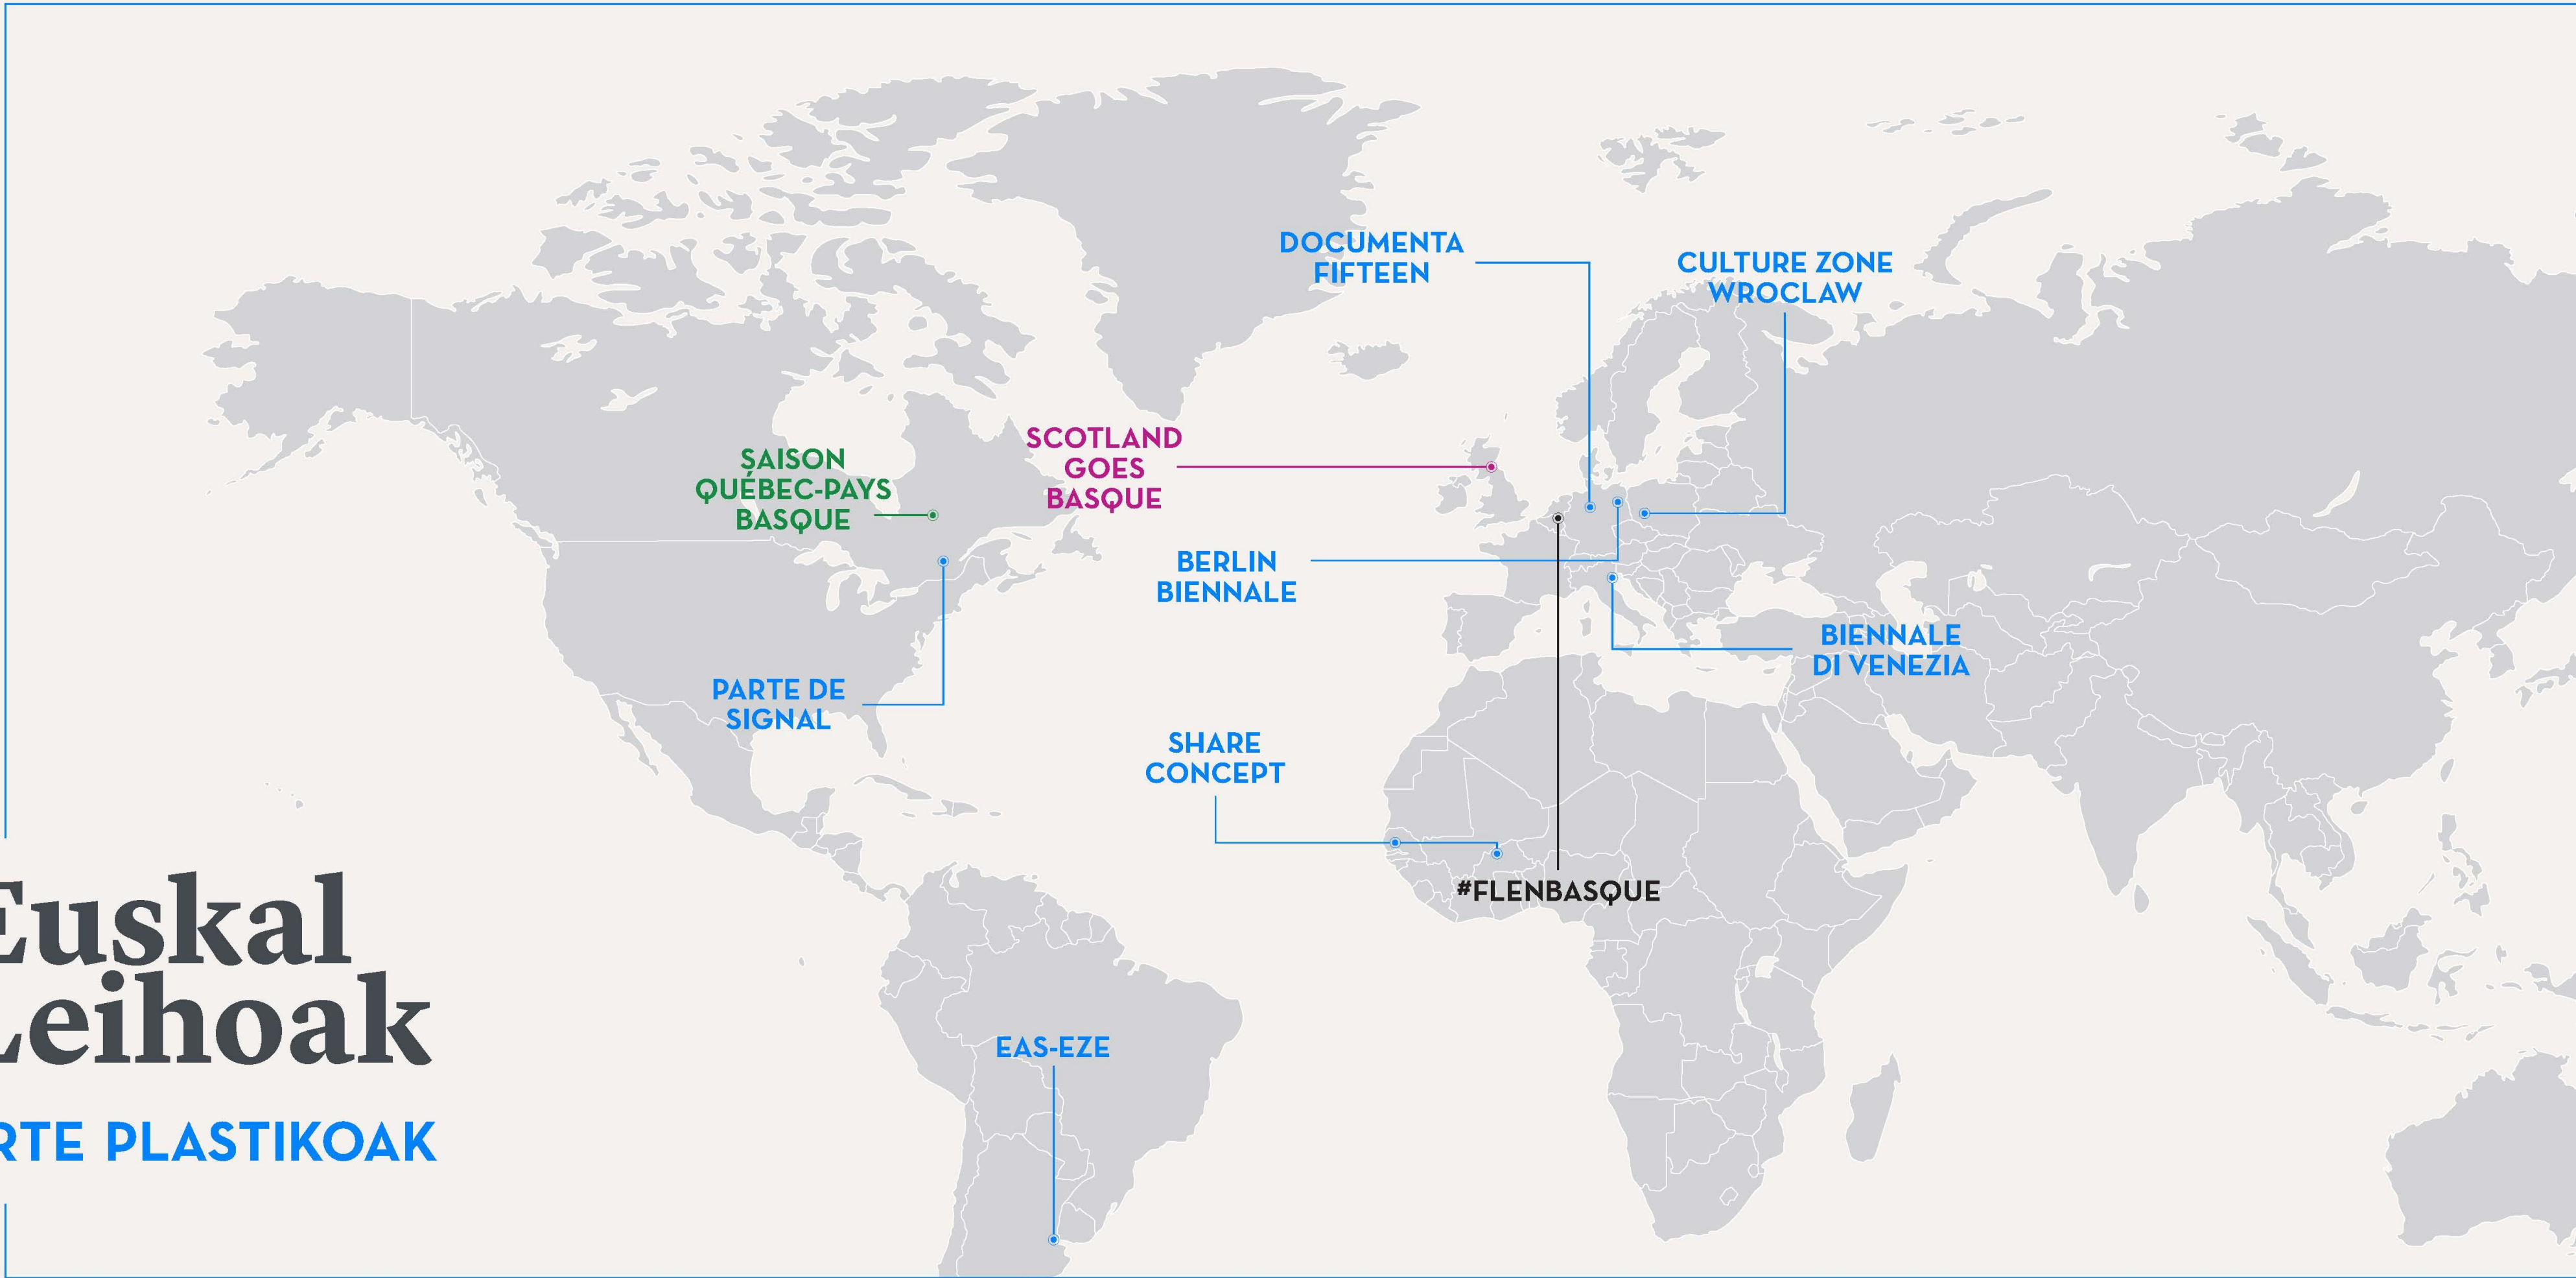 DOCUMENTA
FIFTEEN
CULTURE ZONE
WROCLAW
SAISON
QUÉBEC-PAYS
BASQUE
SCOTLAND
GOES
BASQUE
BERLIN
BIENNALE
BIENNALE
DI VENEZIA
PARTE DE
SIGNAL
SHARE
CONCEPT
#FLENBASQUE
Euskal
Leihoak
EAS-EZE
RTE PLASTIKOAK